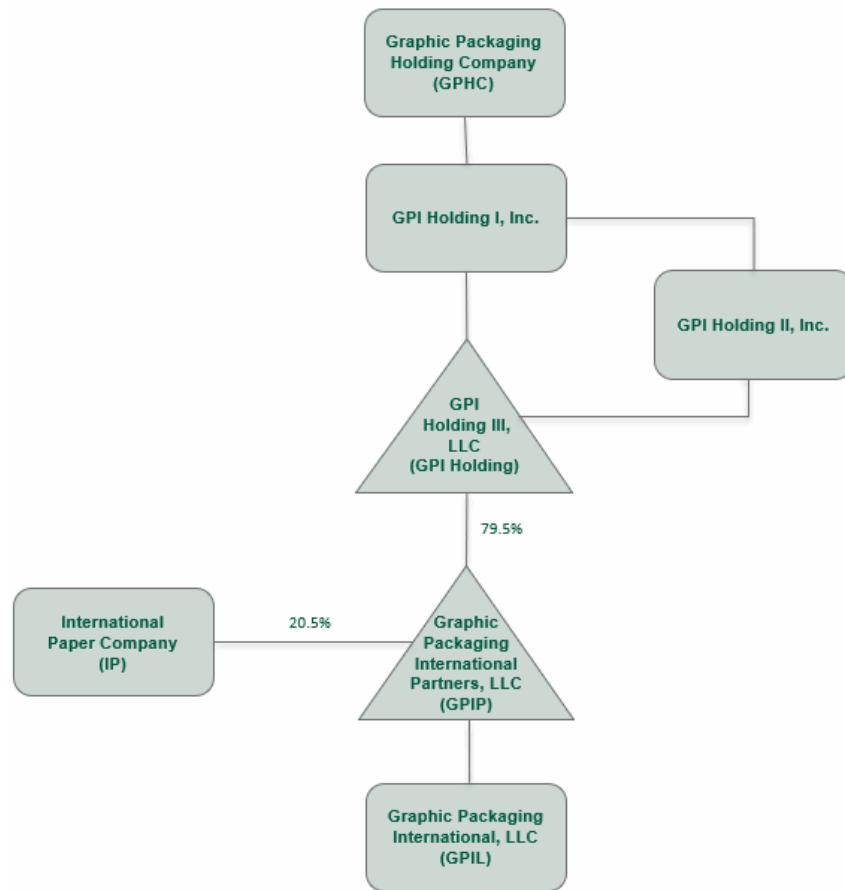 Graphic Packaging
Holding Company
(GPHC)
GPI Holding I, Inc.
GPI Holding II, Inc.
GPI
Holding III,
LLC
(GPI Holding)
79.5%
International
Paper Company
(IP)
20.5%
Graphic
Packaging
International
Partners, LLC
(GPIP)
Graphic Packaging
International, LLC
(GPIL)